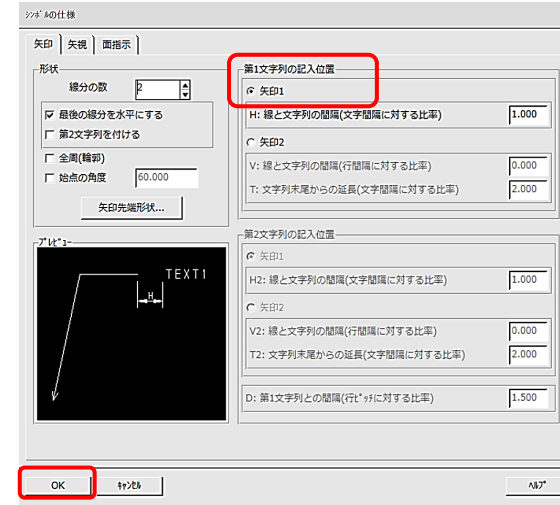 ｼﾝﾎﾞﾙの仕様
矢印 矢視 面指示
形状
線分の数 2
最後の線分を水平にする
第2文字列を付ける
全周(輪郭)
始点の角度 60.000
矢印先端形状...
ﾌﾟﾚﾋﾞｭｰ
TEXT1
H
第1文字列の記入位置
矢印1
H: 線と文字列の間隔(文字間隔に対する比率) 1.000
矢印2
V: 線と文字列の間隔(行間隔に対する比率) 0.000
T: 文字列末尾からの延長(文字間隔に対する比率) 2.000
第2文字列の記入位置
矢印1
H2: 線と文字列の間隔(文字間隔に対する比率) 1.000
矢印2
V2: 線と文字列の間隔(行間隔に対する比率) 0.000
T2: 文字列末尾からの延長(文字間隔に対する比率) 2.000
D: 第1文字列との間隔(行ﾋﾟｯﾁに対する比率) 1.500
OK ｷｬﾝｾﾙ ﾍﾙﾌﾟ